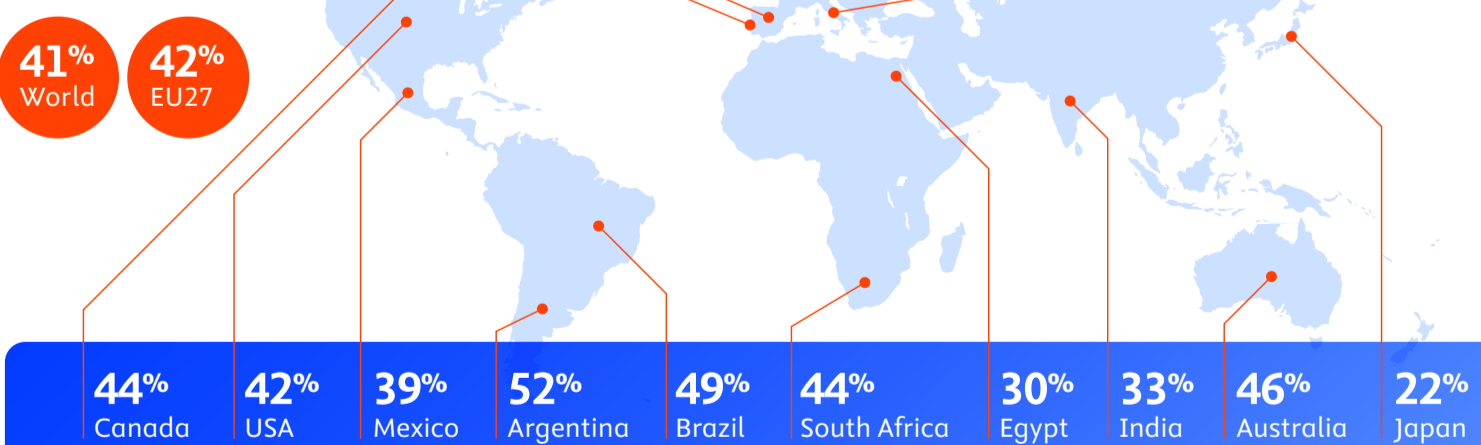 41%
World
42%
EU27
44%
Canada
42%
USA
39%
Mexico
52%
Argentina
49%
Brazil
44%
South Africa
30%
Egypt
33%
India
46%
Australia
22%
Japan